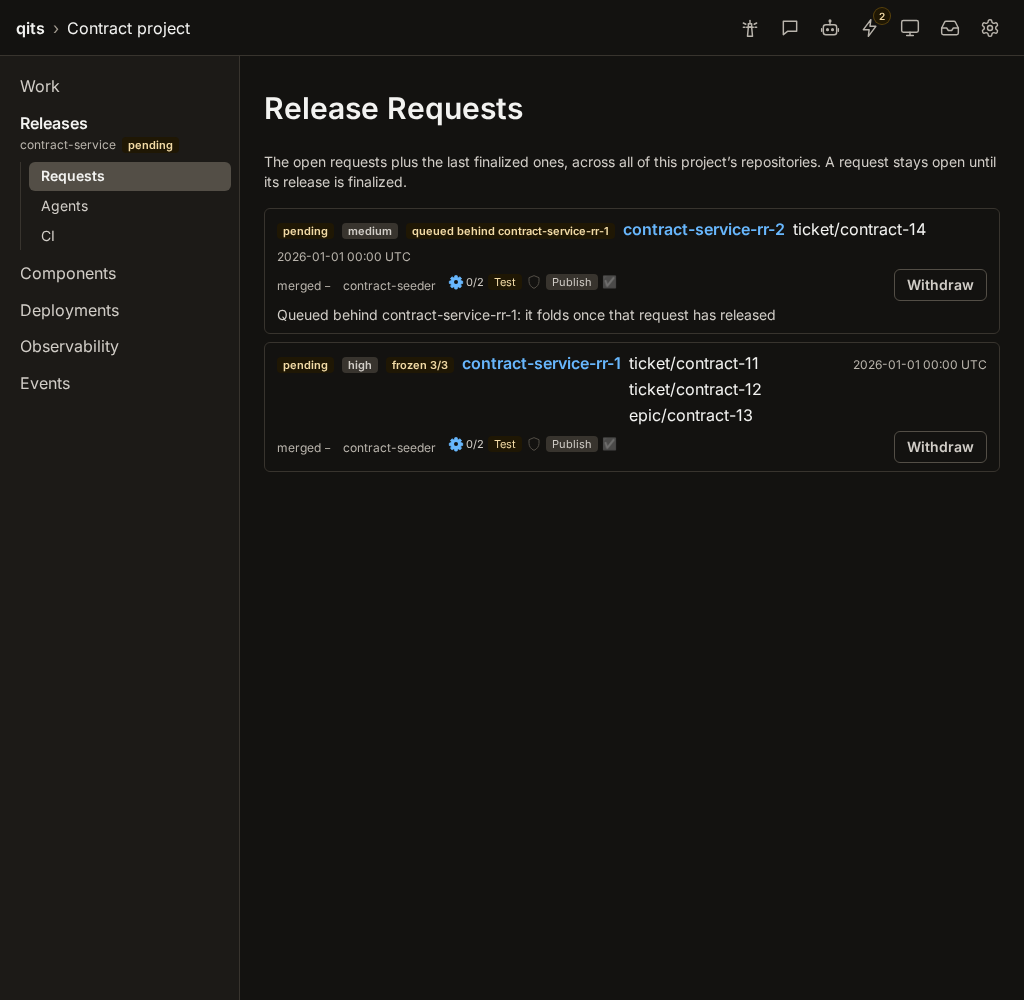 qits › Contract project
2
Work
Releases
contract-service pending
Requests
Agents
CI
Components
Deployments
Observability
Events
Release Requests
The open requests plus the last finalized ones, across all of this project’s repositories. A request stays open until
its release is finalized.
pending medium queued behind contract-service-rr-1 contract-service-rr-2 ticket/contract-14
2026-01-01 00:00 UTC
merged – contract-seeder 0/2 Test Publish
Withdraw
Queued behind contract-service-rr-1: it folds once that request has released
pending high frozen 3/3 contract-service-rr-1 ticket/contract-11 2026-01-01 00:00 UTC
ticket/contract-12
epic/contract-13
merged – contract-seeder 0/2 Test Publish
Withdraw